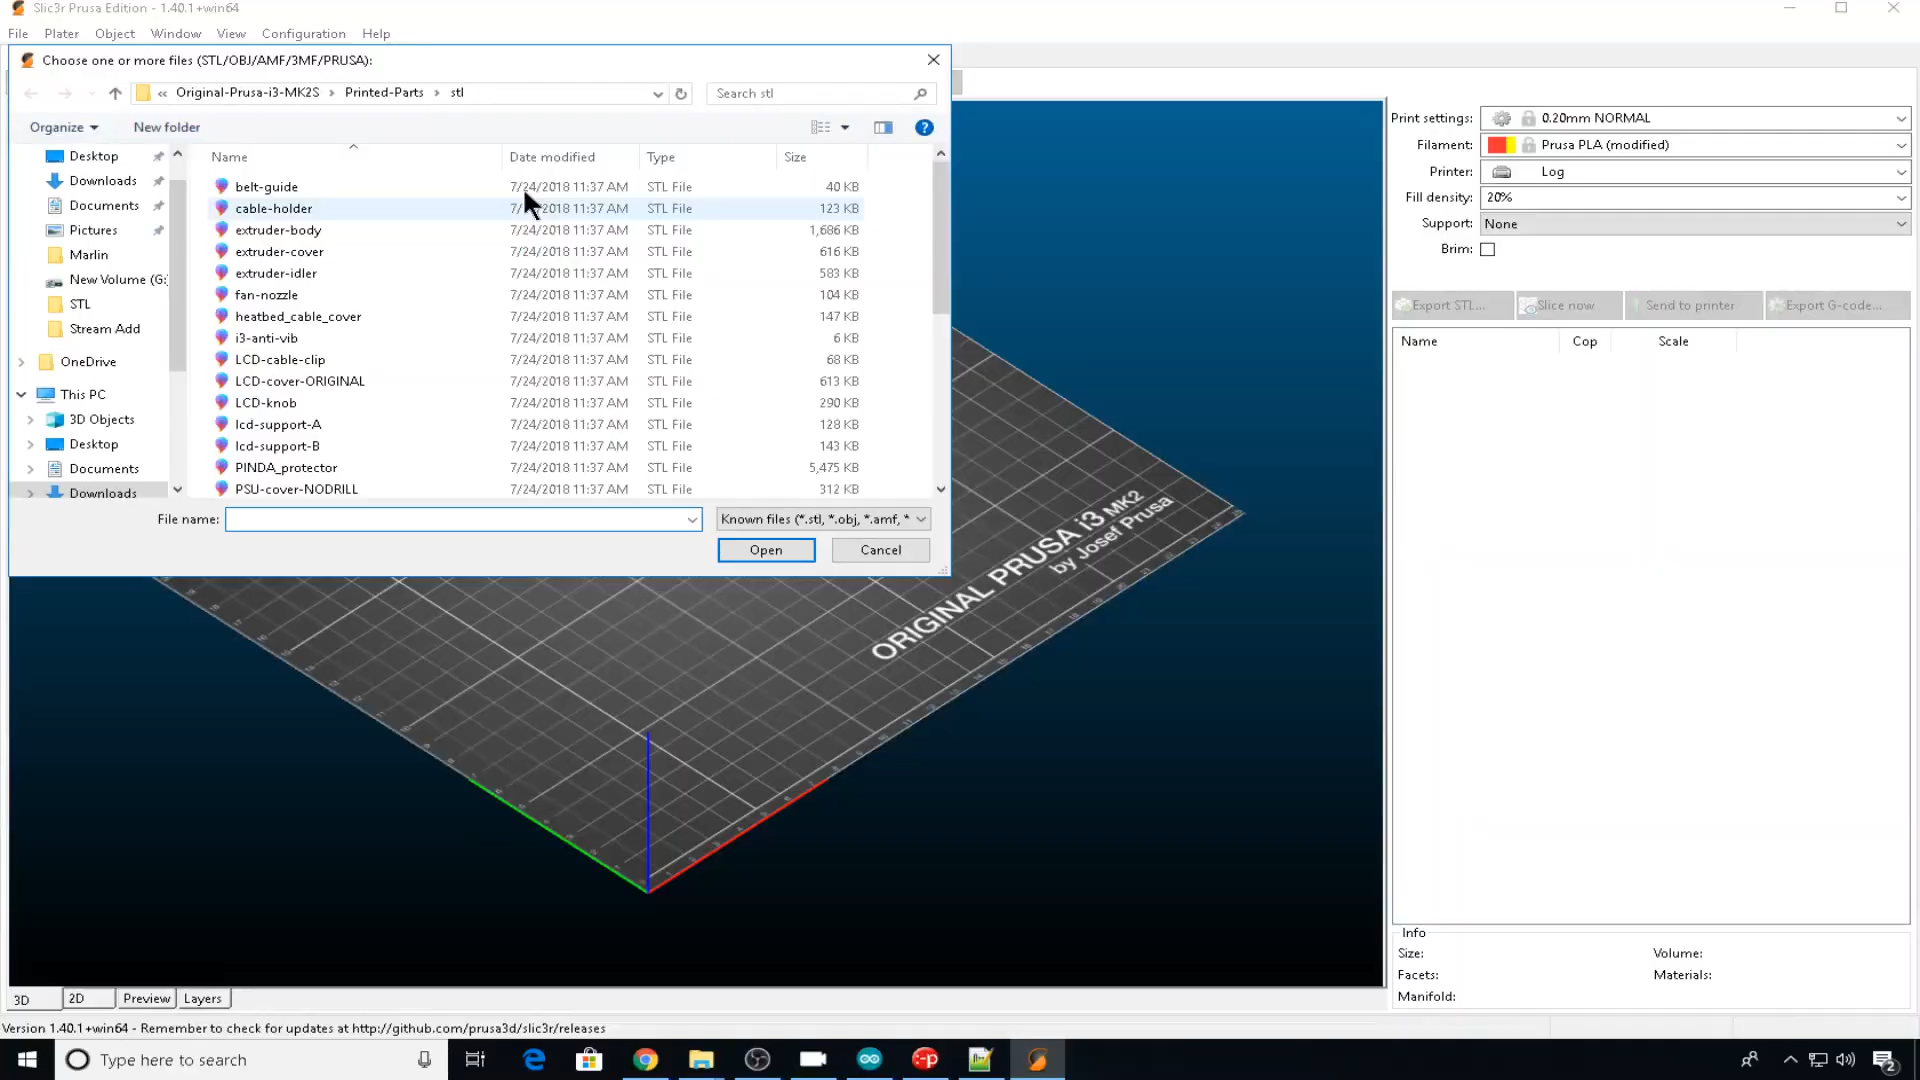 Slic3r Prusa Edition - 1.40.1+win64
File Plater Object Window View Configuration Help
Choose one or more files (STL/OBJ/AMF/3MF/PRUSA):
« Original-Prusa-i3-MK2S › Printed-Parts › stl
Search stl
Organize New folder
Name Date modified Type Size
Desktop
Downloads
Documents
Pictures
Marlin
New Volume (G:)
STL
Stream Add
OneDrive
This PC
3D Objects
Desktop
Documents
Downloads
belt-guide 7/24/2018 11:37 AM STL File 40 KB
cable-holder 7/24/2018 11:37 AM STL File 123 KB
extruder-body 7/24/2018 11:37 AM STL File 1,686 KB
extruder-cover 7/24/2018 11:37 AM STL File 616 KB
extruder-idler 7/24/2018 11:37 AM STL File 583 KB
fan-nozzle 7/24/2018 11:37 AM STL File 104 KB
heatbed_cable_cover 7/24/2018 11:37 AM STL File 147 KB
i3-anti-vib 7/24/2018 11:37 AM STL File 6 KB
LCD-cable-clip 7/24/2018 11:37 AM STL File 68 KB
LCD-cover-ORIGINAL 7/24/2018 11:37 AM STL File 613 KB
LCD-knob 7/24/2018 11:37 AM STL File 290 KB
lcd-support-A 7/24/2018 11:37 AM STL File 128 KB
lcd-support-B 7/24/2018 11:37 AM STL File 143 KB
PINDA_protector 7/24/2018 11:37 AM STL File 5,475 KB
PSU-cover-NODRILL 7/24/2018 11:37 AM STL File 312 KB
File name:
Known files (*.stl, *.obj, *.amf, *
Open Cancel
Print settings: 0.20mm NORMAL
Filament: Prusa PLA (modified)
Printer: Log
Fill density: 20%
Support: None
Brim:
Export STL... Slice now Send to printer Export G-code...
Name Cop Scale
ORIGINAL PRUSA i3 MK2
by Josef Prusa
Info
Size: Volume:
Facets: Materials:
Manifold:
3D 2D Preview Layers
Version 1.40.1+win64 - Remember to check for updates at http://github.com/prusa3d/slic3r/releases
Type here to search
2